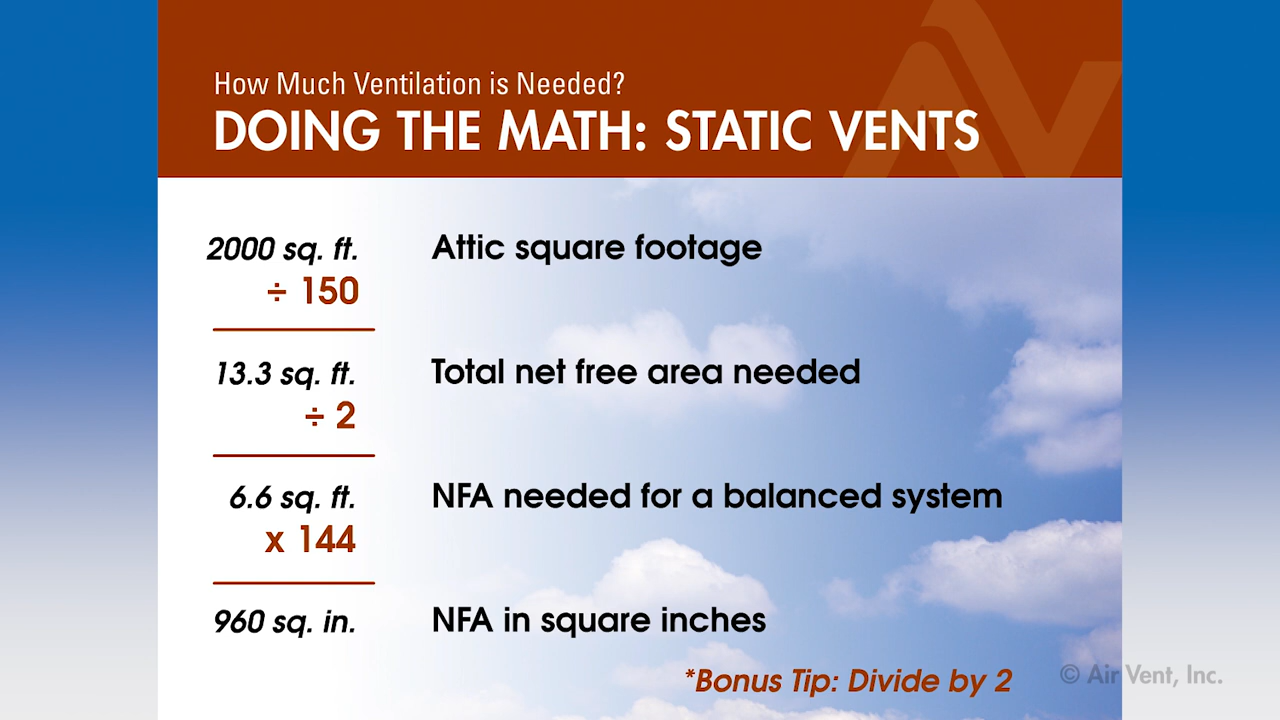 How Much Ventilation is Needed?
DOING THE MATH: STATIC VENTS
2000 sq. ft. Attic square footage
÷ 150
13.3 sq. ft. Total net free area needed
÷ 2
6.6 sq. ft. NFA needed for a balanced system
x 144
960 sq. in. NFA in square inches
*Bonus Tip: Divide by 2
© Air Vent, Inc.